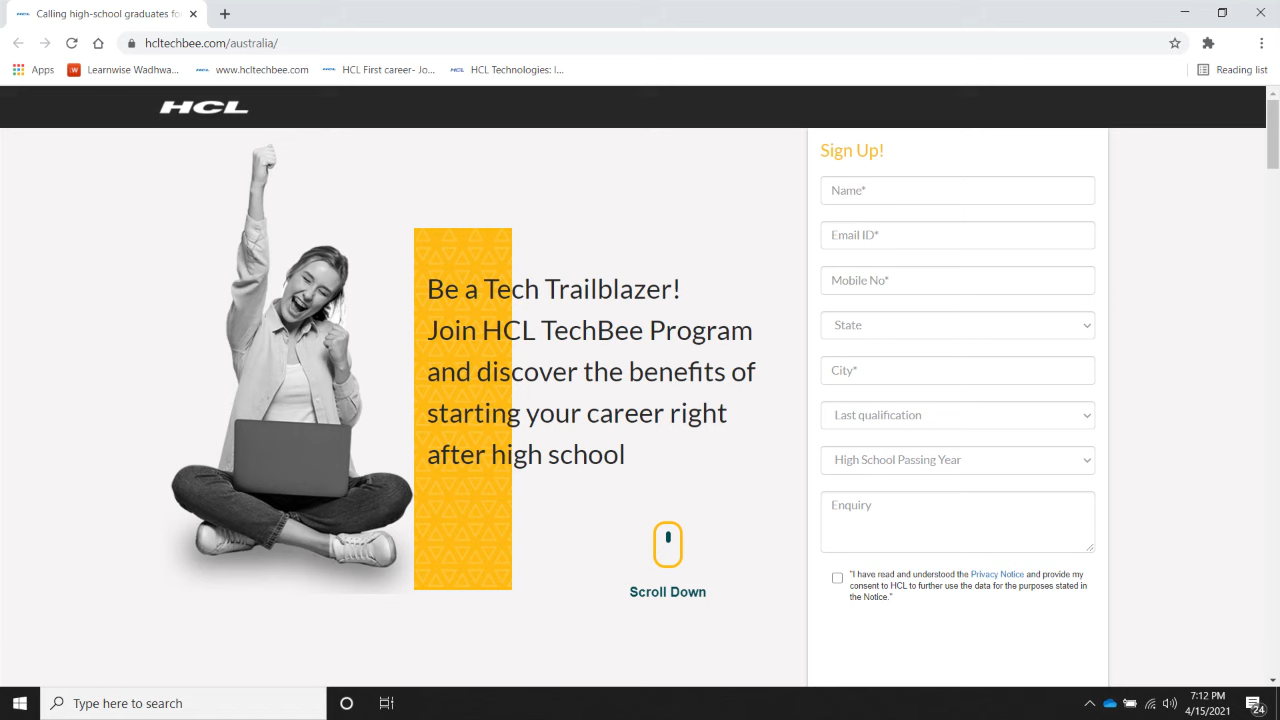 Calling high-school graduates fo
hcltechbee.com/australia/
Apps
Learnwise Wadhwa...
www.hcltechbee.com
HCL First career- Jo...
HCL Technologies: I...
Reading list
HCL
Be a Tech Trailblazer!
Join HCL TechBee Program
and discover the benefits of
starting your career right
after high school
Scroll Down
Sign Up!
Name*
Email ID*
Mobile No*
State
City*
Last qualification
High School Passing Year
Enquiry
"I have read and understood the Privacy Notice and provide my
consent to HCL to further use the data for the purposes stated in
the Notice."
Type here to search
7:12 PM
4/15/2021
24